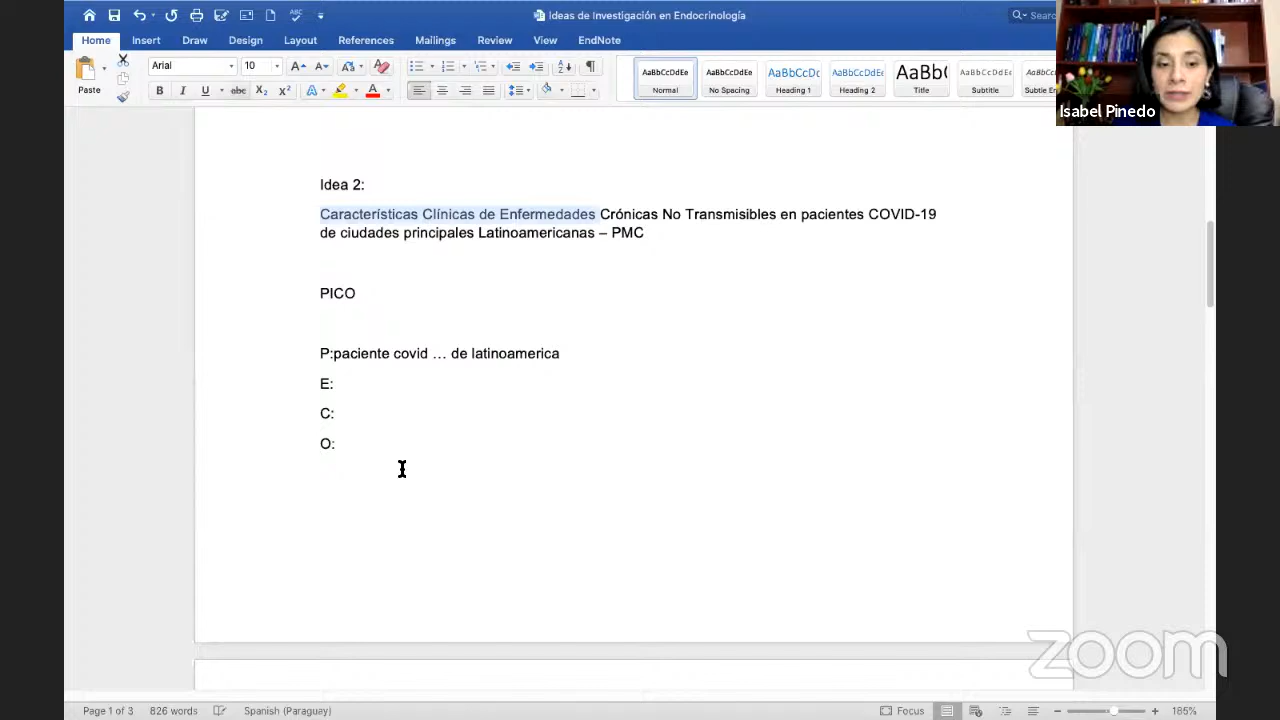 Ideas de Investigación en Endocrinología
Home Insert Draw Design Layout References Mailings Review View EndNote
Paste
Arial 10
AaBbCcDdEe AaBbCcDdEe AaBbCcDc AaBbCcDdEe AaBb( AaBbCcDdEe
Normal No Spacing Heading 1 Heading 2 Title Subtitle Subtle Em
Isabel Pinedo
Idea 2:
Características Clínicas de Enfermedades Crónicas No Transmisibles en pacientes COVID-19
de ciudades principales Latinoamericanas – PMC
PICO
P:paciente covid … de latinoamerica
E:
C:
O:
zoom
Page 1 of 3 826 words Spanish (Paraguay) Focus 185%